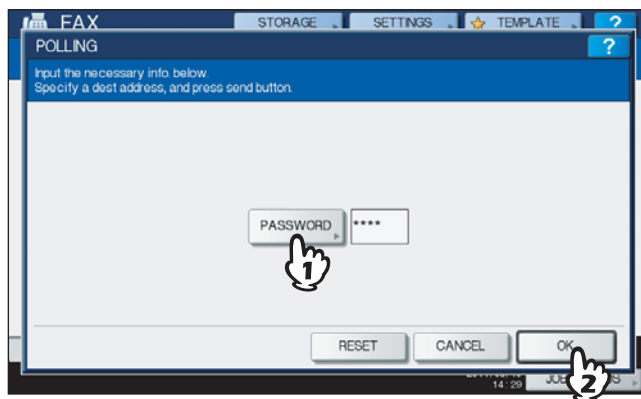 FAX STORAGE SETTINGS TEMPLATE ?
POLLING ?
Input the necessary info. below.
Specify a dest address, and press send button.
PASSWORD ****
1
RESET CANCEL OK
14 : 29
2